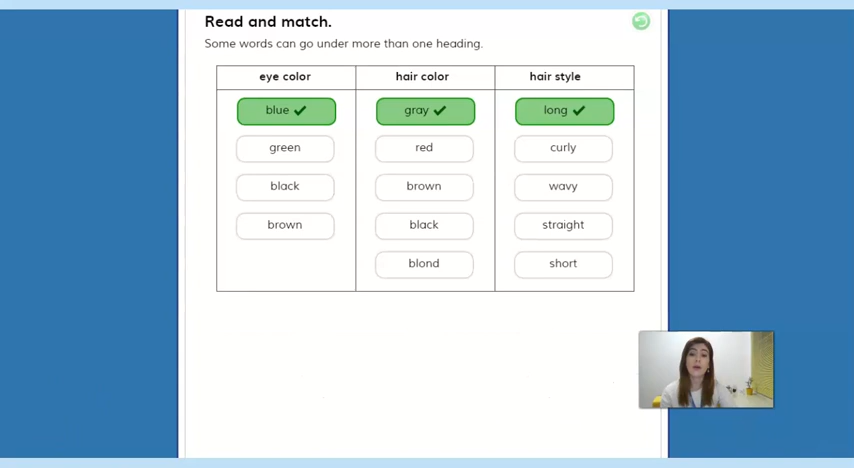 Read and match.
Some words can go under more than one heading.
eye color hair color hair style
blue gray long
green red curly
black brown wavy
brown black straight
blond short